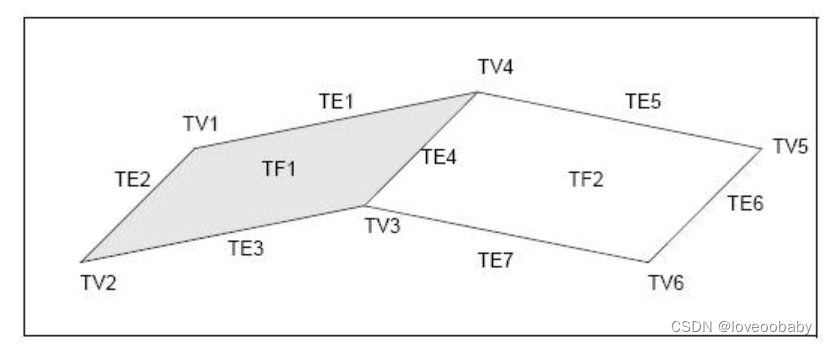 TV4
TE1
TE5
TV1
TV5
TE4
TF1
TE2
TF2
TE6
TV3
TE3
TE7
TV2
TV6
CSDN @loveoobaby